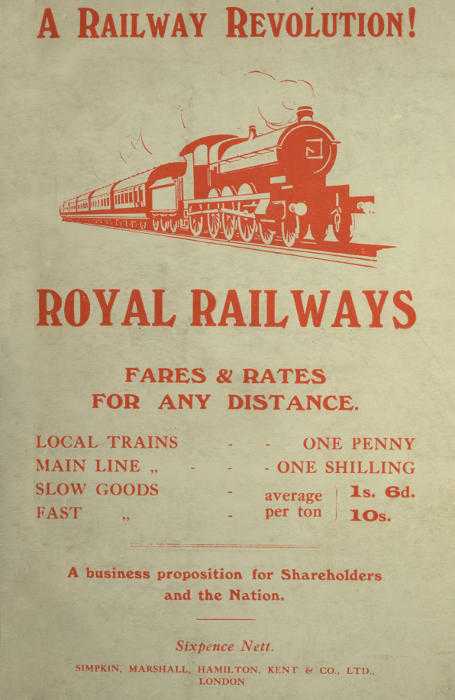 A RAILWAY REVOLUTION!
ROYAL RAILWAYS
FARES & RATES
FOR ANY DISTANCE.
LOCAL TRAINS - - ONE PENNY
MAIN LINE „ - - - ONE SHILLING
SLOW GOODS - average 1s. 6d.
FAST „ - per ton 10s.
A business proposition for Shareholders
and the Nation.
Sixpence Nett.
SIMPKIN, MARSHALL, HAMILTON, KENT & CO., LTD.,
LONDON